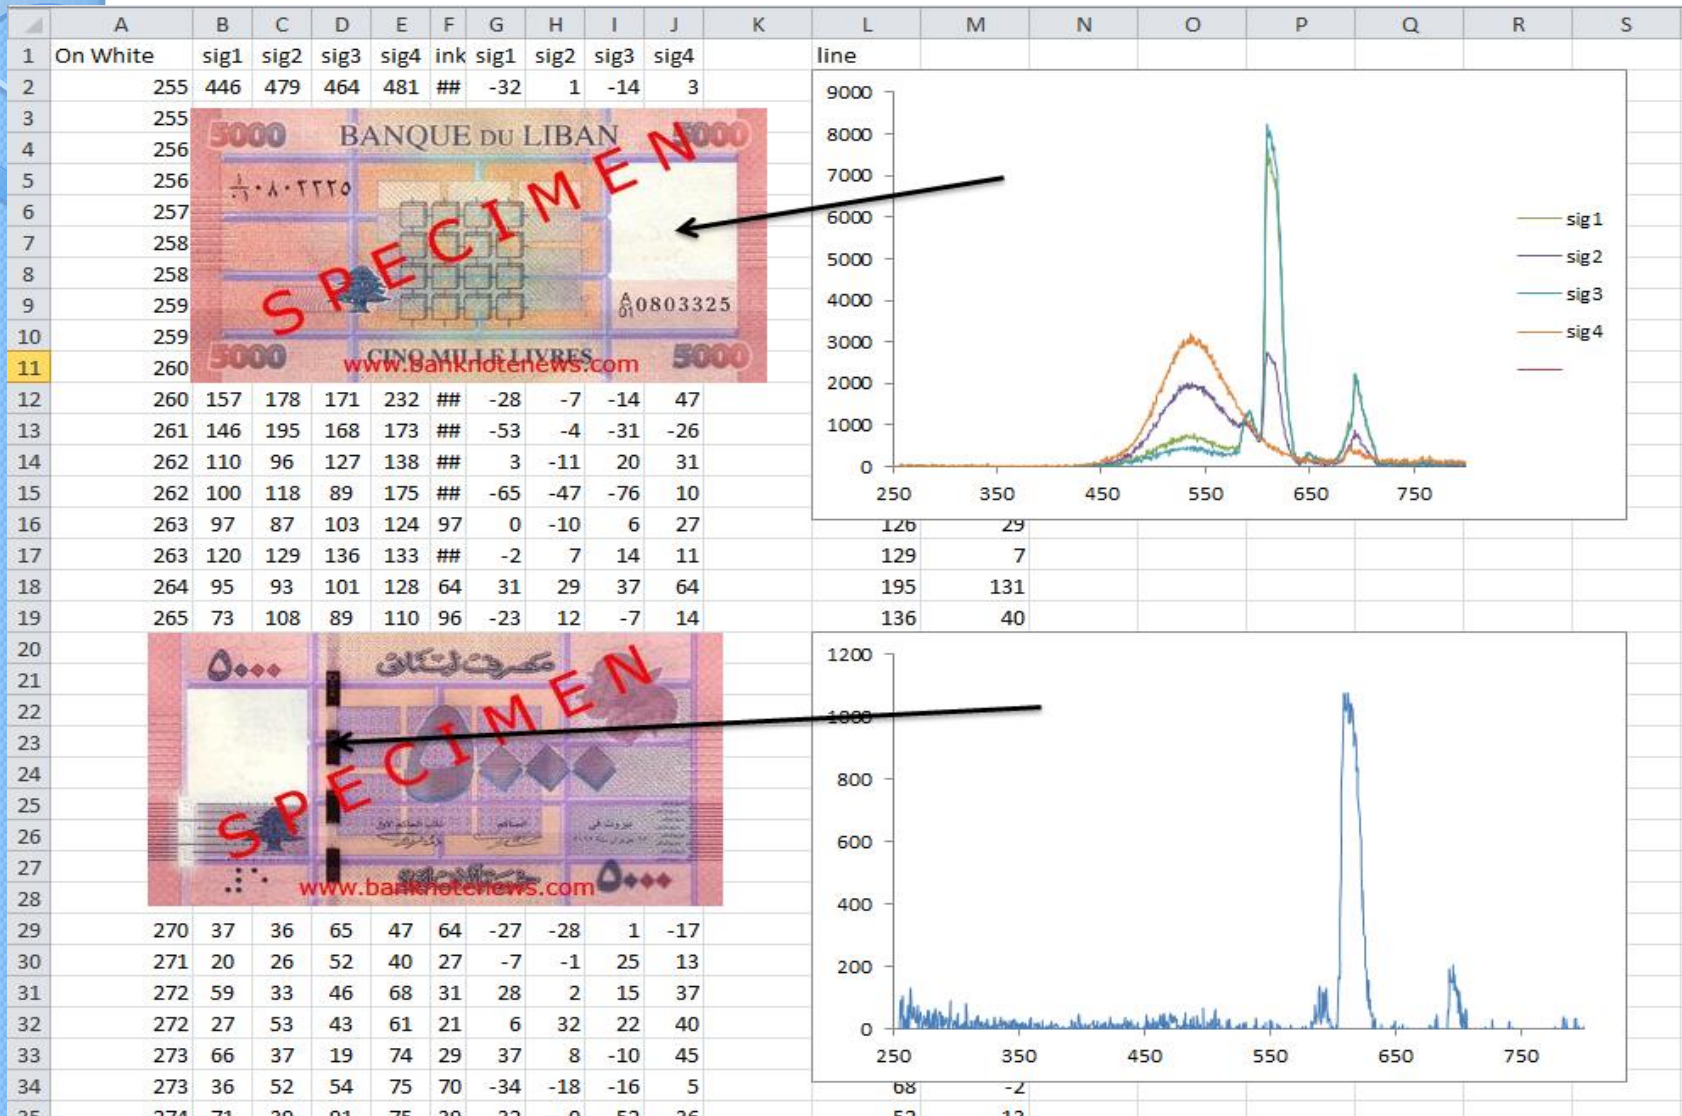 A B C D E F G H I J K L M N O P Q R S
1 On White sig1 sig2 sig3 sig4 ink sig1 sig2 sig3 sig4 line
2 255 446 479 464 481 ## -32 1 -14 3
3 255
4 256
5 256
6 257
7 258
8 258
9 259
10 259
11 260
5000 BANQUE DU LIBAN 5000
٠٨٠٣٣٢٥
SPECIMEN
0803325
5000 CINQ MILLE LIVRES 5000
www.banknotenews.com
9000
8000
7000
6000
5000
4000
3000
2000
1000
0
250 350 450 550 650 750
sig1
sig2
sig3
sig4
12 260 157 178 171 232 ## -28 -7 -14 47
13 261 146 195 168 173 ## -53 -4 -31 -26
14 262 110 96 127 138 ## 3 -11 20 31
15 262 100 118 89 175 ## -65 -47 -76 10
16 263 97 87 103 124 97 0 -10 6 27 126 29
17 263 120 129 136 133 ## -2 7 14 11 129 7
18 264 95 93 101 128 64 31 29 37 64 195 131
19 265 73 108 89 110 96 -23 12 -7 14 136 40
20
21
22
23
24
25
26
27
28
٥٠٠٠ مصرف لبنان
SPECIMEN
www.banknotenews.com
٥٠٠٠
1200
1000
800
600
400
200
0
250 350 450 550 650 750
29 270 37 36 65 47 64 -27 -28 1 -17
30 271 20 26 52 40 27 -7 -1 25 13
31 272 59 33 46 68 31 28 2 15 37
32 272 27 53 43 61 21 6 32 22 40
33 273 66 37 19 74 29 37 8 -10 45
34 273 36 52 54 75 70 -34 -18 -16 5 68 -2